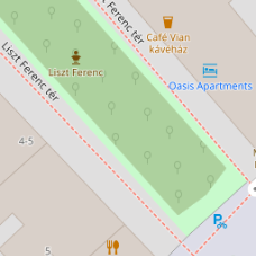 Ferenc tér
Café Vian
kávéház
Liszt Ferenc
Oasis Apartments
Liszt Ferenc tér
4-5
5
P